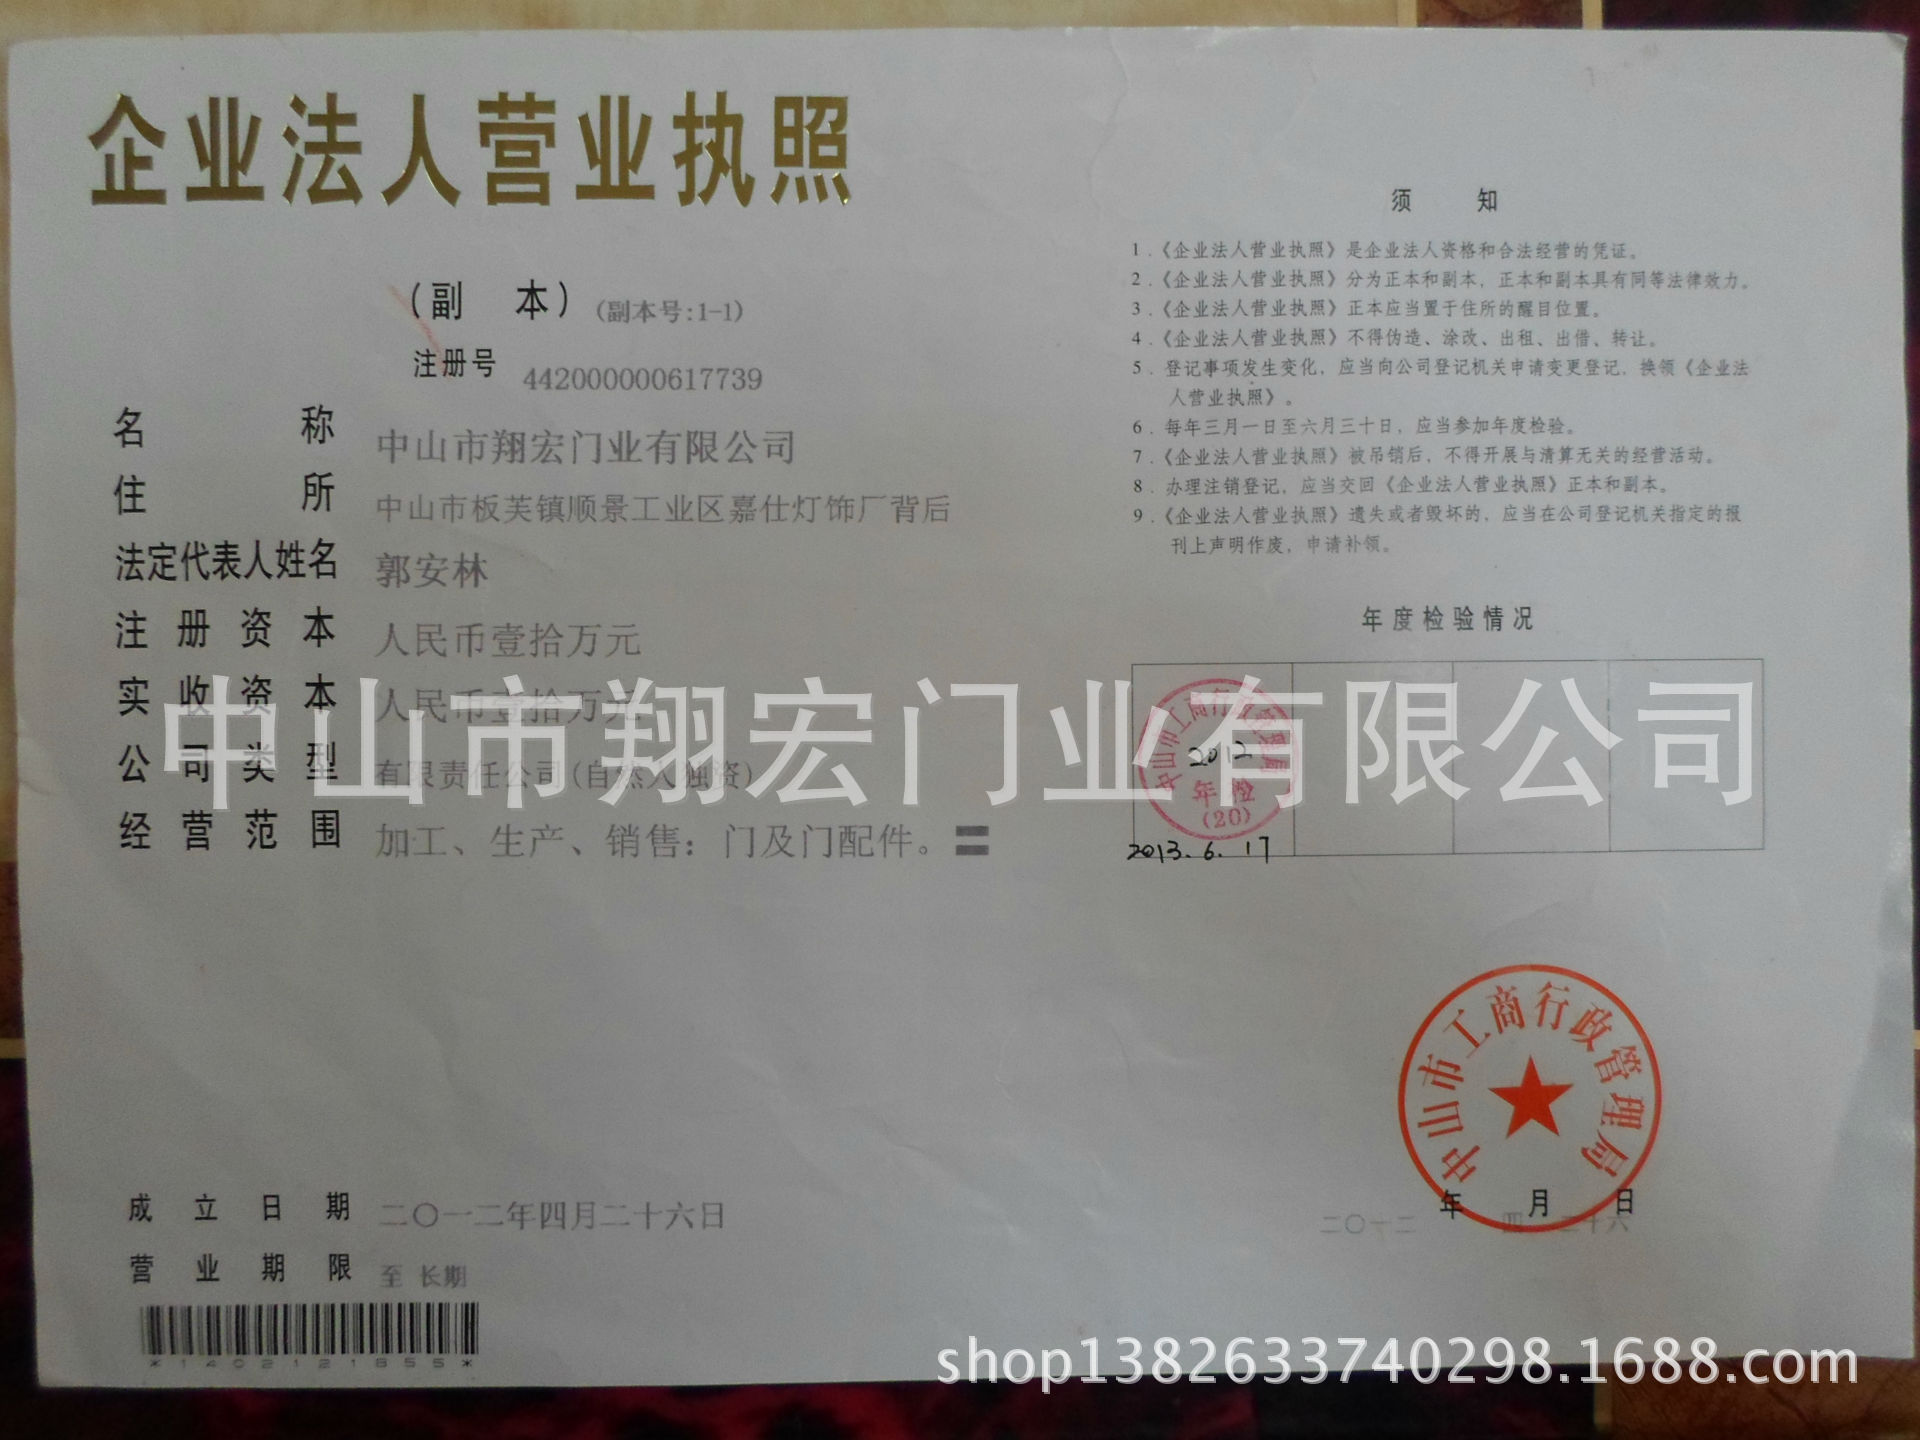 企业法人营业执照
(副 本) (副本号:1-1)
注册号 442000000617739
名 称 中山市翔宏门业有限公司
住 所 中山市板芙镇顺景工业区嘉仕灯饰厂背后
法定代表人姓名 郭安林
注 册 资 本 人民币壹拾万元
实 收 资 本 人民币壹拾万元
公 司 类 型 有限责任公司(自然人独资)
经 营 范 围 加工、生产、销售：门及门配件。
成 立 日 期 二〇一二年四月二十六日
营 业 期 限 至 长期
*1402121855*
须 知
1.《企业法人营业执照》是企业法人资格和合法经营的凭证。
2.《企业法人营业执照》分为正本和副本，正本和副本具有同等法律效力。
3.《企业法人营业执照》正本应当置于住所的醒目位置。
4.《企业法人营业执照》不得伪造、涂改、出租、出借、转让。
5.登记事项发生变化，应当向公司登记机关申请变更登记，换领《企业法
人营业执照》。
6.每年三月一日至六月三十日，应当参加年度检验。
7.《企业法人营业执照》被吊销后，不得开展与清算无关的经营活动。
8.办理注销登记，应当交回《企业法人营业执照》正本和副本。
9.《企业法人营业执照》遗失或者毁坏的，应当在公司登记机关指定的报
刊上声明作废，申请补领。
年度检验情况
中山市工商行政管理局
2012
年检
(20)
2013.6.17
中山市工商行政管理局
年 月 日
二〇一二 四 二十六
中山市翔宏门业有限公司
shop1382633740298.1688.com